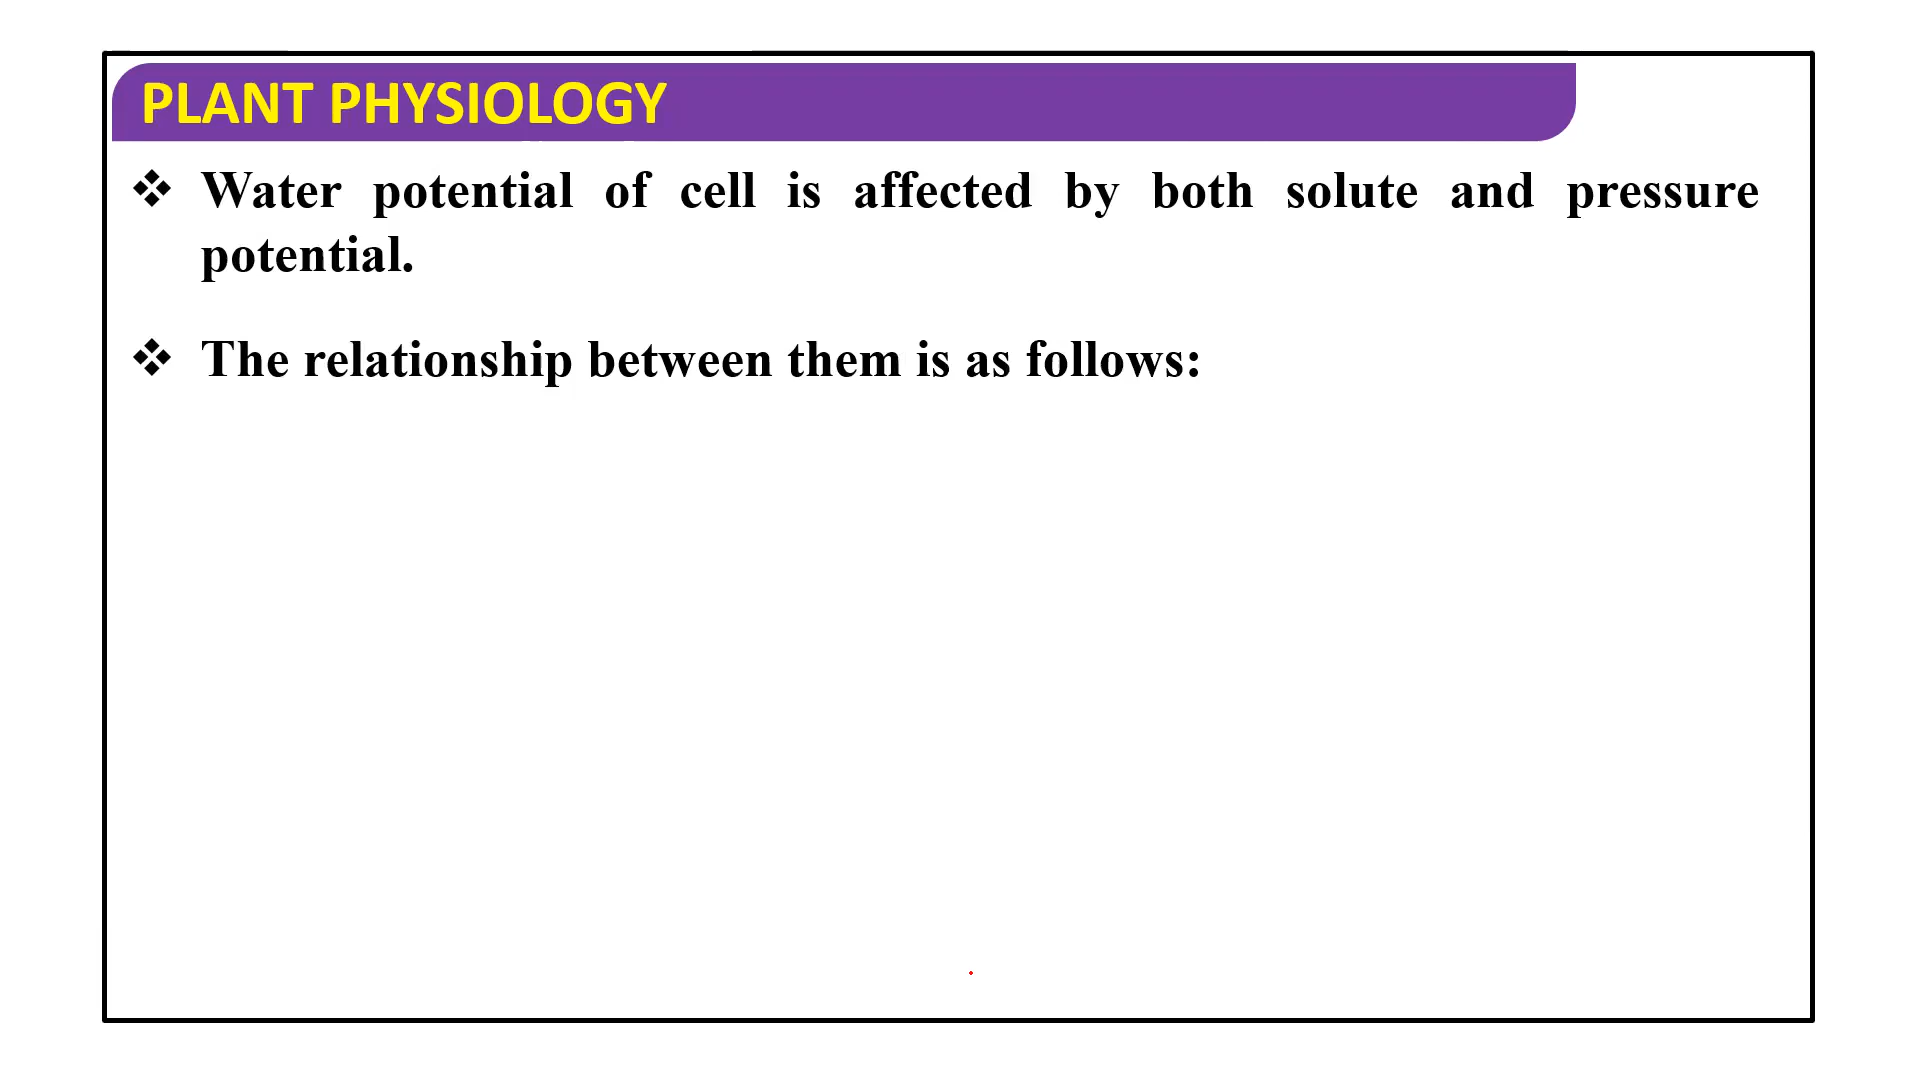 PLANT PHYSIOLOGY
❖ Water potential of cell is affected by both solute and pressure
potential.
❖ The relationship between them is as follows: